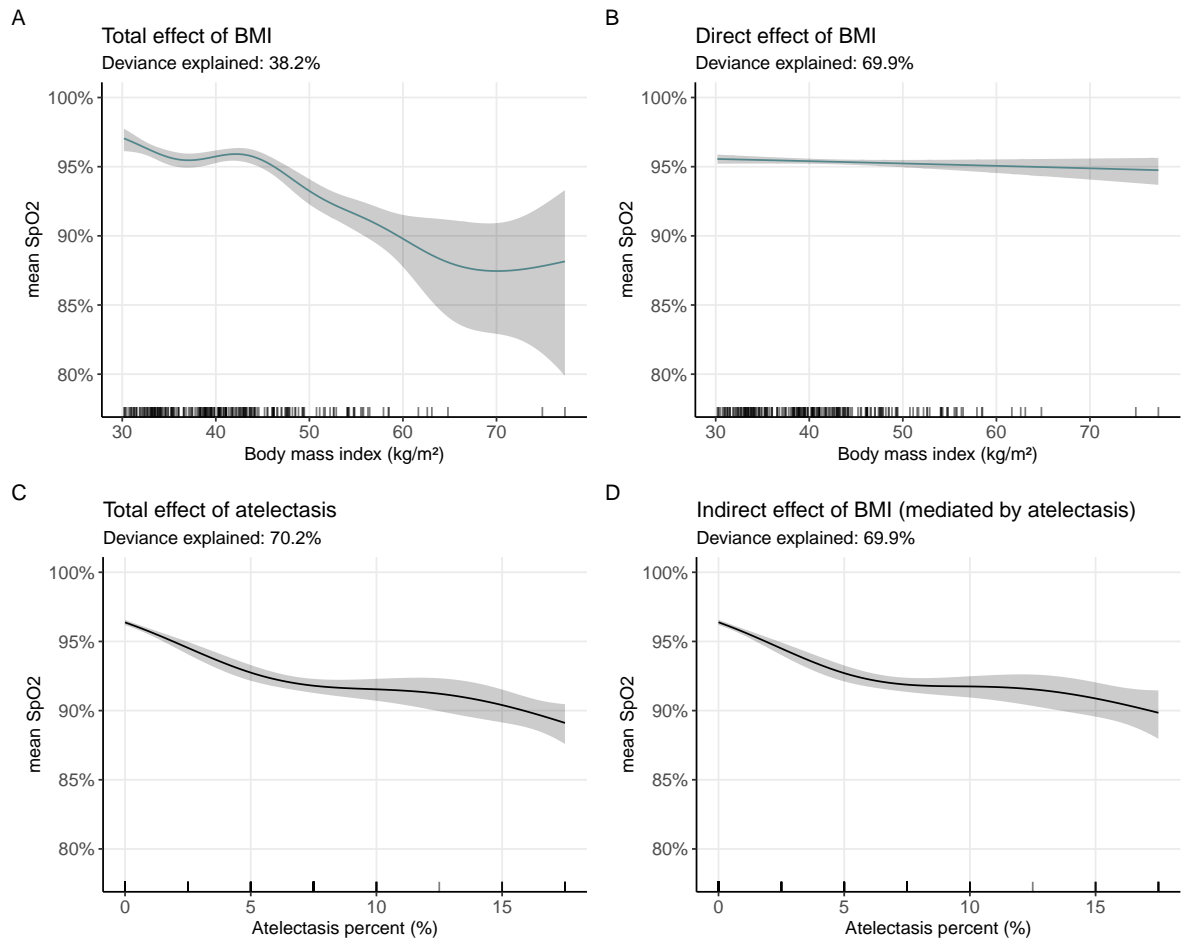 A
Total effect of BMI
Deviance explained: 38.2%
100%
95%
90%
85%
80%
mean SpO2
30 40 50 60 70
Body mass index (kg/m²)
B
Direct effect of BMI
Deviance explained: 69.9%
100%
95%
90%
85%
80%
mean SpO2
30 40 50 60 70
Body mass index (kg/m²)
C
Total effect of atelectasis
Deviance explained: 70.2%
100%
95%
90%
85%
80%
mean SpO2
0 5 10 15
Atelectasis percent (%)
D
Indirect effect of BMI (mediated by atelectasis)
Deviance explained: 69.9%
100%
95%
90%
85%
80%
mean SpO2
0 5 10 15
Atelectasis percent (%)